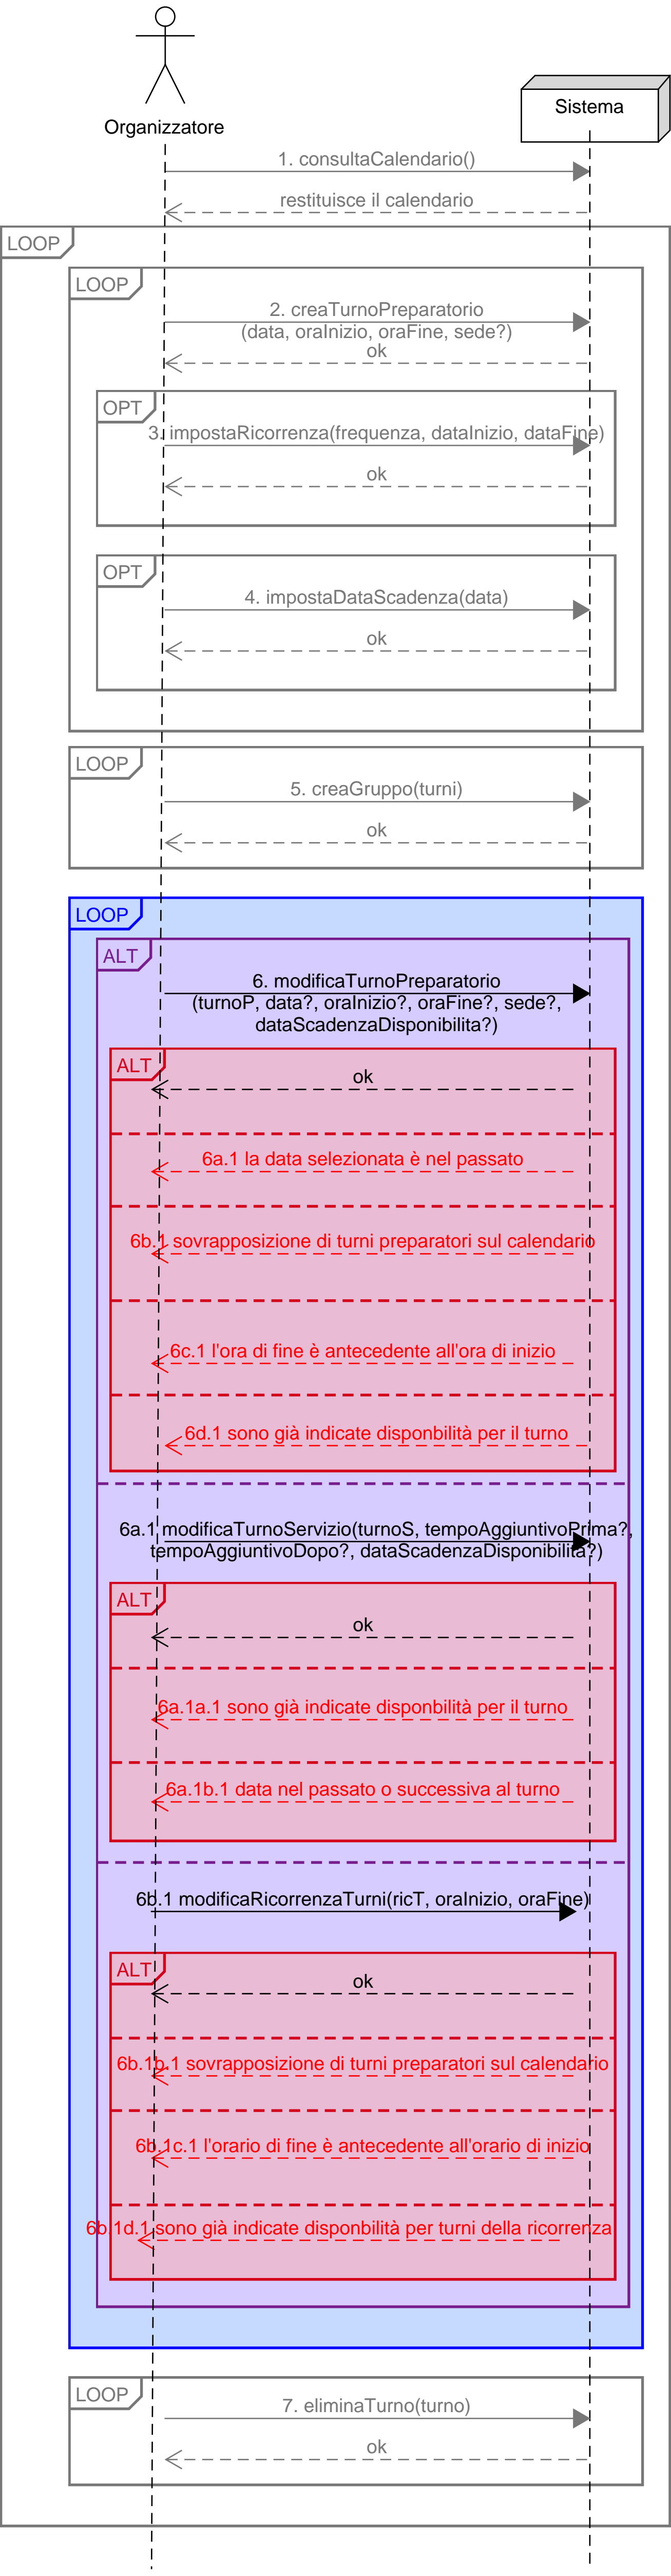 Organizzatore
Sistema
1. consultaCalendario()
restituisce il calendario
LOOP
LOOP
2. creaTurnoPreparatorio
(data, oraInizio, oraFine, sede?)
ok
OPT
3. impostaRicorrenza(frequenza, dataInizio, dataFine)
ok
OPT
4. impostaDataScadenza(data)
ok
LOOP
5. creaGruppo(turni)
ok
LOOP
ALT
6. modificaTurnoPreparatorio
(turnoP, data?, oraInizio?, oraFine?, sede?,
dataScadenzaDisponibilita?)
ALT
ok
6a.1 la data selezionata è nel passato
6b.1 sovrapposizione di turni preparatori sul calendario
6c.1 l'ora di fine è antecedente all'ora di inizio
6d.1 sono già indicate disponbilità per il turno
6a.1 modificaTurnoServizio(turnoS, tempoAggiuntivoPrima?,
tempoAggiuntivoDopo?, dataScadenzaDisponibilita?)
ALT
ok
6a.1a.1 sono già indicate disponbilità per il turno
6a.1b.1 data nel passato o successiva al turno
6b.1 modificaRicorrenzaTurni(ricT, oraInizio, oraFine)
ALT
ok
6b.1b.1 sovrapposizione di turni preparatori sul calendario
6b.1c.1 l'orario di fine è antecedente all'orario di inizio
6b.1d.1 sono già indicate disponbilità per turni della ricorrenza
LOOP
7. eliminaTurno(turno)
ok